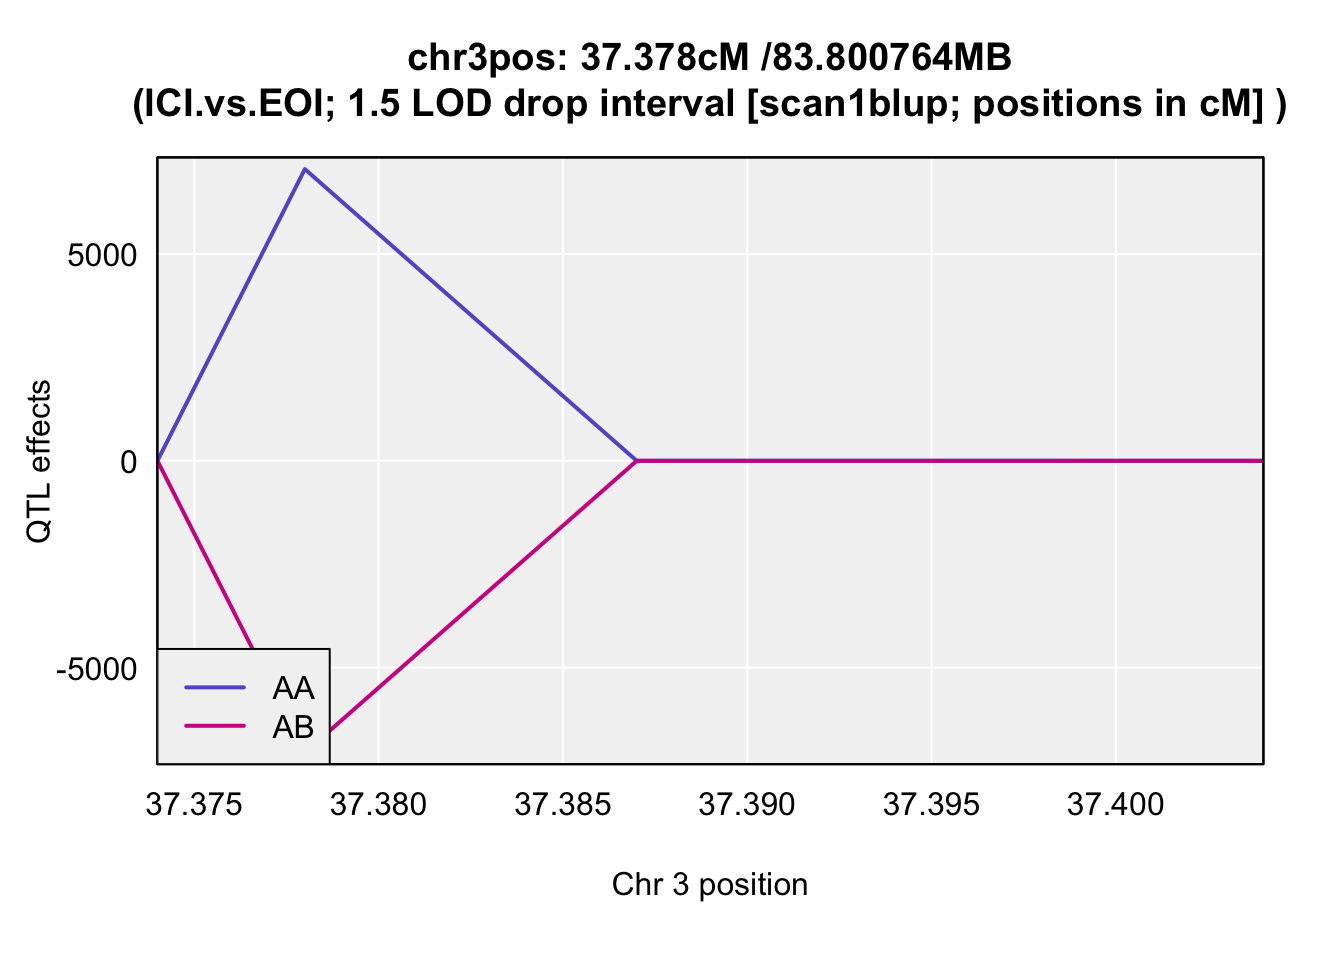 chr3pos: 37.378cM /83.800764MB
(ICI.vs.EOI; 1.5 LOD drop interval [scan1blup; positions in cM] )
QTL effects
5000
0
-5000
AA
AB
37.375 37.380 37.385 37.390 37.395 37.400
Chr 3 position